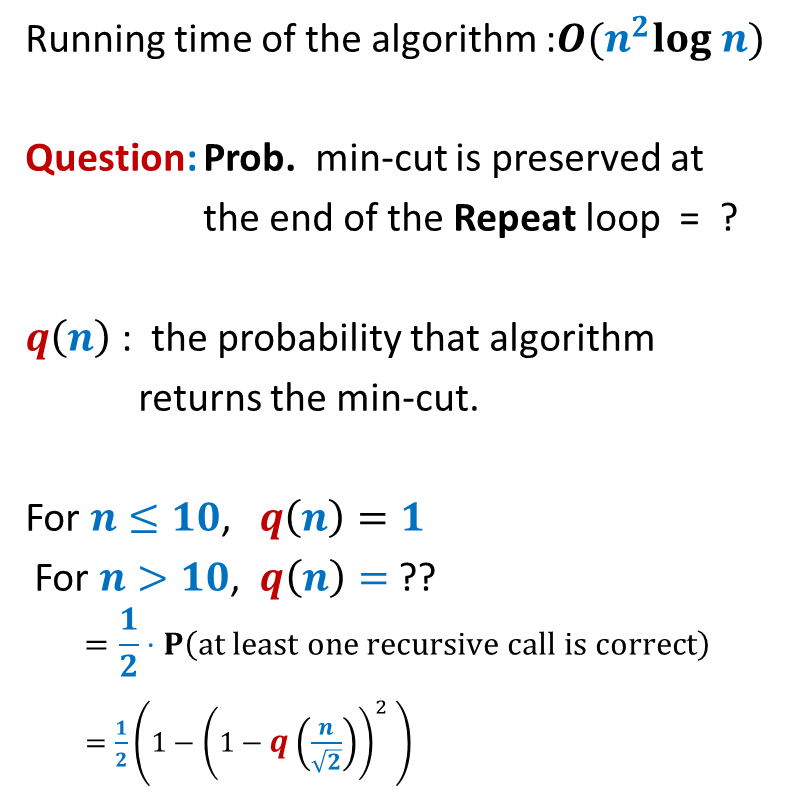 Running time of the algorithm :O(n² log n)
Question: Prob. min-cut is preserved at
the end of the Repeat loop = ?
q(n) : the probability that algorithm
returns the min-cut.
For n ≤ 10, q(n) = 1
For n > 10, q(n) = ??
= 1/2 · P(at least one recursive call is correct)
= 1/2 (1 − (1 − q(n/√2))²)